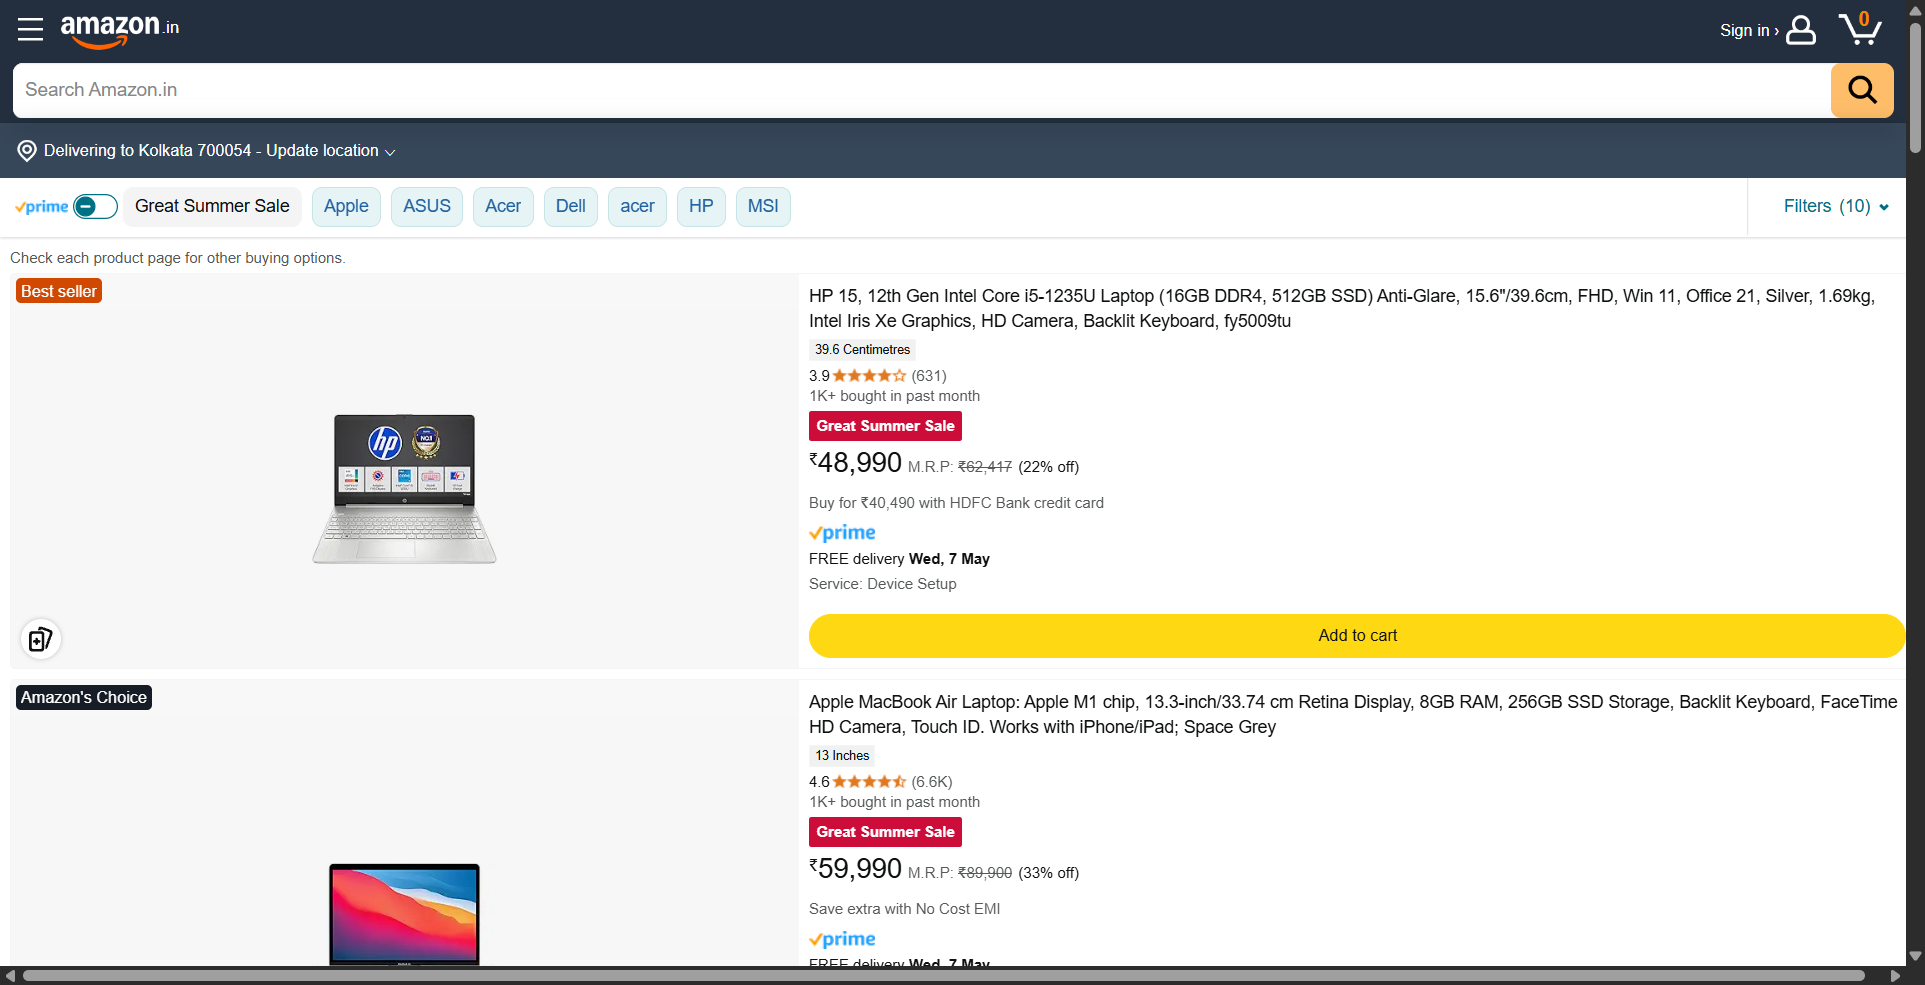 amazon.in
Sign in ›
0
Search Amazon.in
Delivering to Kolkata 700054 - Update location
prime
Great Summer Sale
Apple
ASUS
Acer
Dell
acer
HP
MSI
Filters (10)
Check each product page for other buying options.
Best seller
hp
NO.1
HP 15, 12th Gen Intel Core i5-1235U Laptop (16GB DDR4, 512GB SSD) Anti-Glare, 15.6"/39.6cm, FHD, Win 11, Office 21, Silver, 1.69kg,
Intel Iris Xe Graphics, HD Camera, Backlit Keyboard, fy5009tu
39.6 Centimetres
3.9 (631)
1K+ bought in past month
Great Summer Sale
₹48,990 M.R.P: ₹62,417 (22% off)
Buy for ₹40,490 with HDFC Bank credit card
prime
FREE delivery Wed, 7 May
Service: Device Setup
Add to cart
Amazon's Choice
Apple MacBook Air Laptop: Apple M1 chip, 13.3-inch/33.74 cm Retina Display, 8GB RAM, 256GB SSD Storage, Backlit Keyboard, FaceTime
HD Camera, Touch ID. Works with iPhone/iPad; Space Grey
13 Inches
4.6 (6.6K)
1K+ bought in past month
Great Summer Sale
₹59,990 M.R.P: ₹89,900 (33% off)
Save extra with No Cost EMI
prime
FREE delivery Wed, 7 May